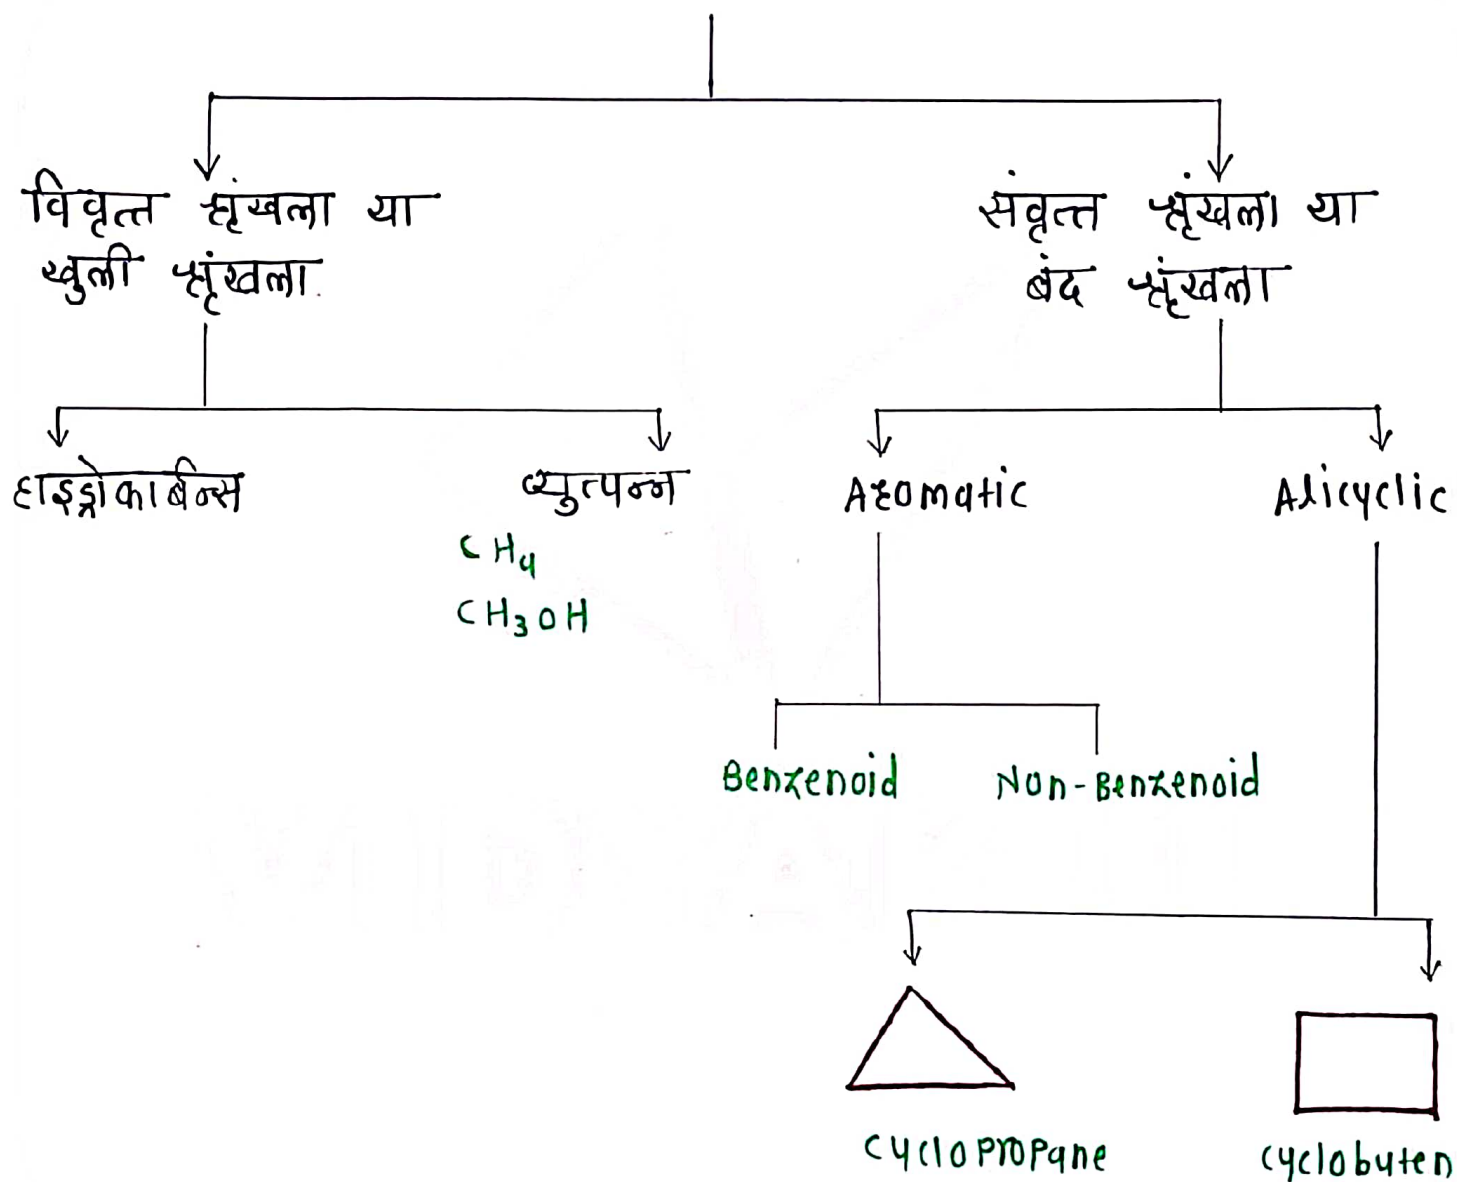 विवृत्त श्रृंखला या
खुली श्रृंखला
संवृत्त श्रृंखला या
बंद श्रृंखला
हाइड्रोकार्बन्स
व्युत्पन्न
Aromatic
Alicyclic
CH4
CH3OH
Benzenoid
Non-Benzenoid
cyclopropane
cyclobuten